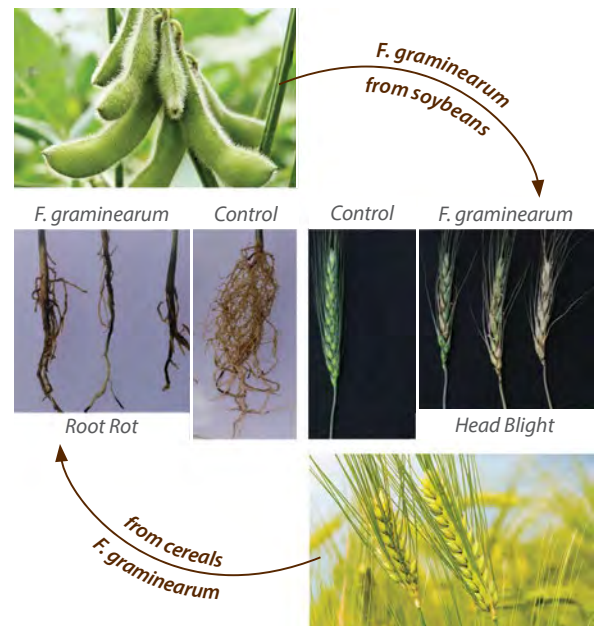 F. graminearum
from soybeans
F. graminearum
Control
Control
F. graminearum
Root Rot
Head Blight
from cereals
F. graminearum